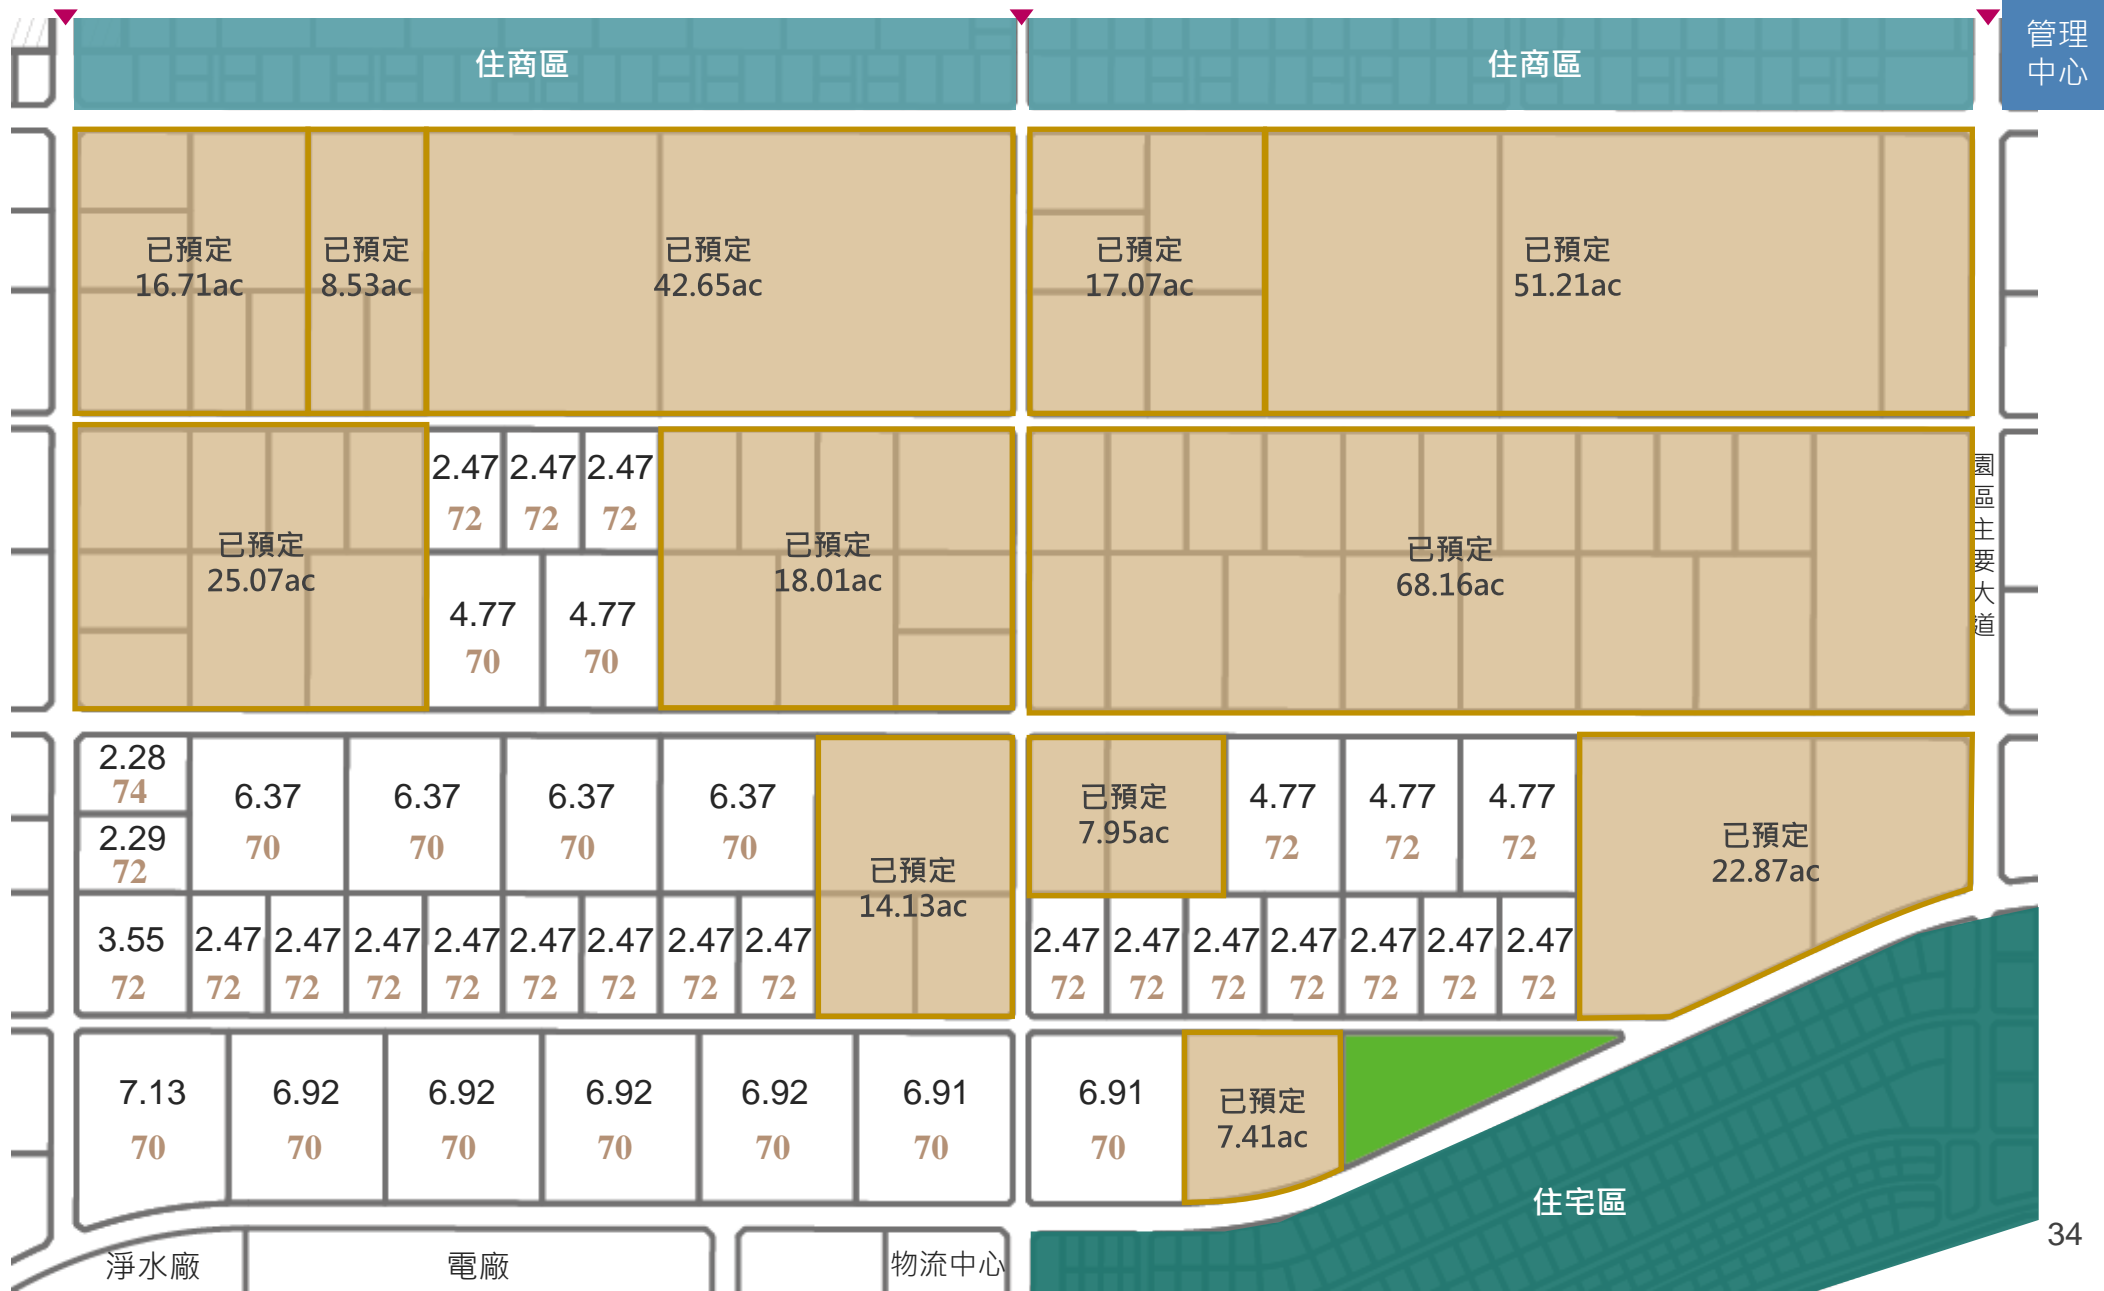 住商區
住商區
管理
中心
已預定
16.71ac
已預定
8.53ac
已預定
42.65ac
已預定
17.07ac
已預定
51.21ac
已預定
25.07ac
2.47 2.47 2.47
72 72 72
4.77 4.77
70 70
已預定
18.01ac
已預定
68.16ac
園區主要大道
2.28
74
2.29
72
6.37 6.37 6.37 6.37
70 70 70 70
3.55 2.47 2.47 2.47 2.47 2.47 2.47 2.47 2.47
72 72 72 72 72 72 72 72 72
已預定
14.13ac
已預定
7.95ac
4.77 4.77 4.77
72 72 72
2.47 2.47 2.47 2.47 2.47 2.47 2.47
72 72 72 72 72 72 72
已預定
22.87ac
7.13 6.92 6.92 6.92 6.92 6.91
70 70 70 70 70 70
6.91
70
已預定
7.41ac
住宅區
淨水廠
電廠
物流中心
34